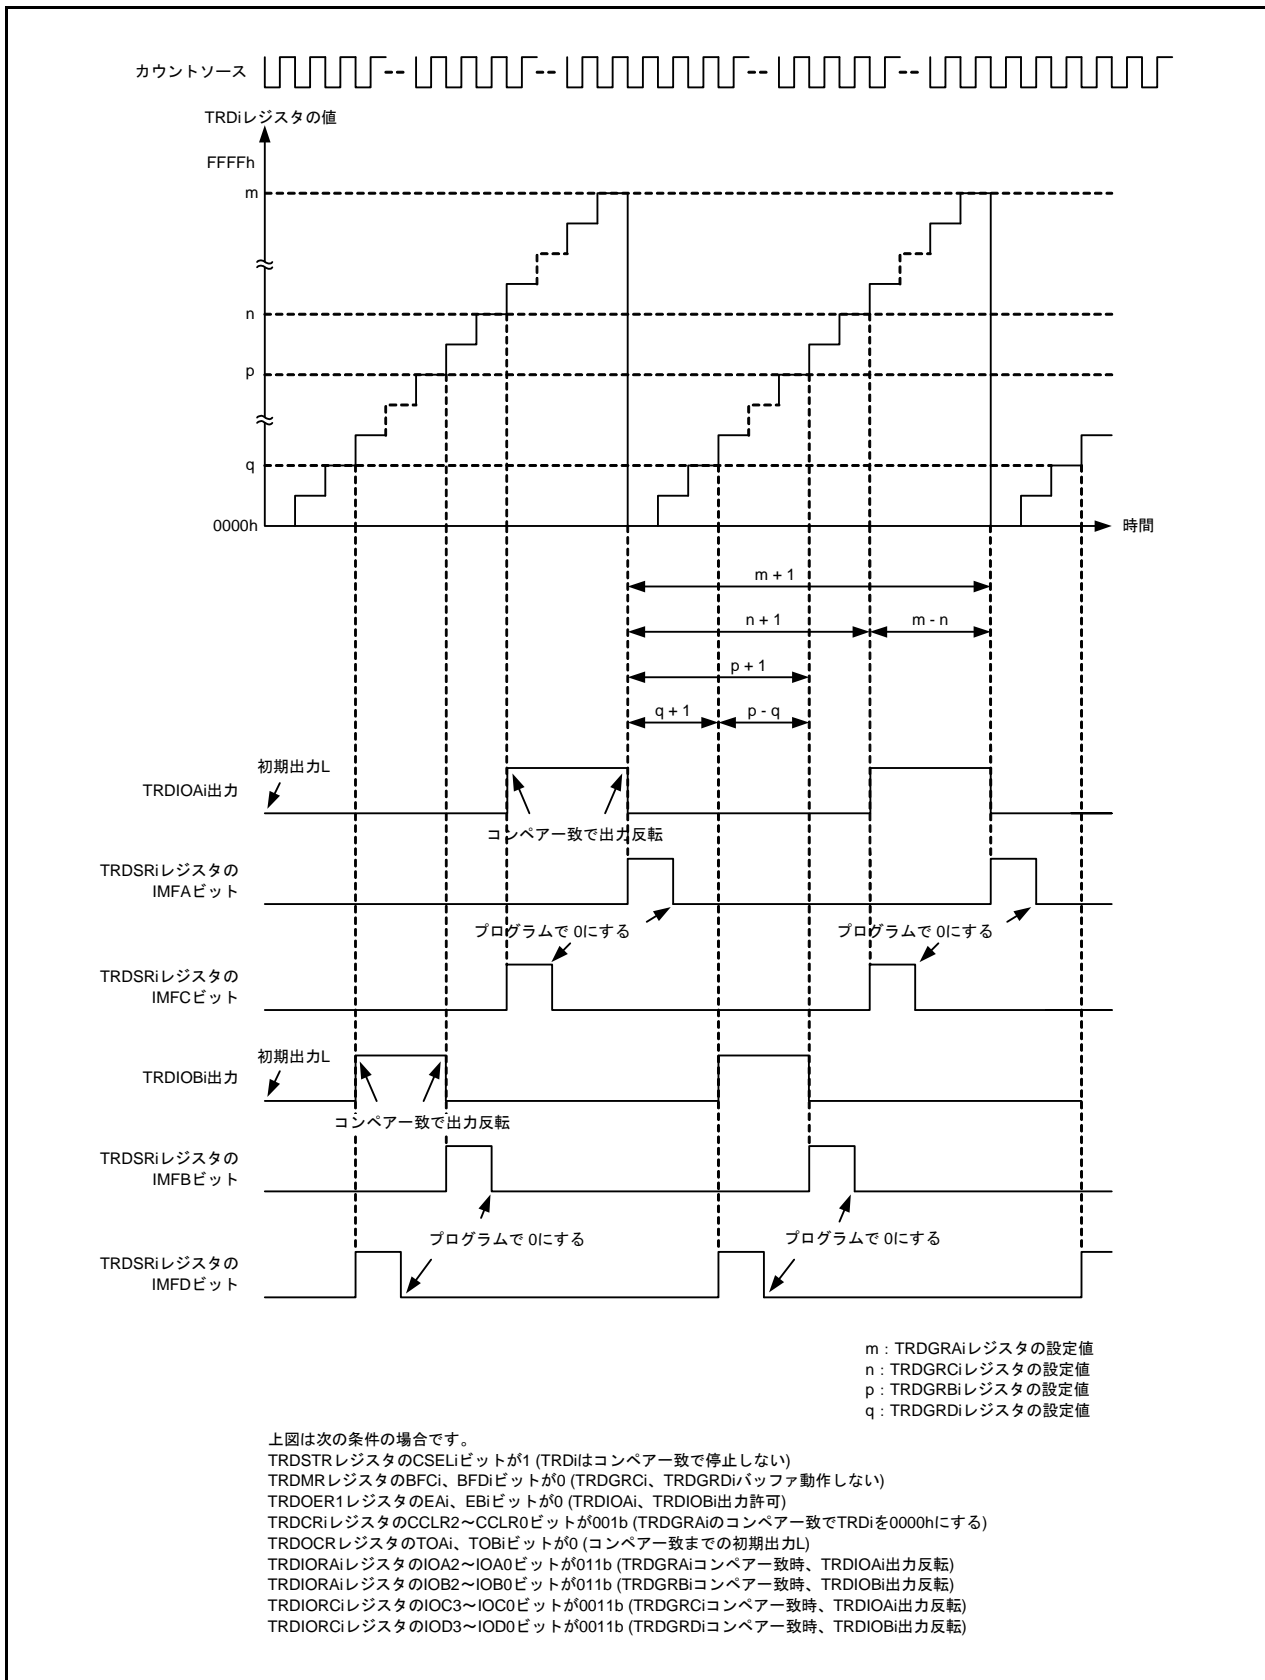 カウントソース
TRDiレジスタの値
FFFFh
m
n
p
q
0000h
時間
m + 1
n + 1
m - n
p + 1
q + 1
p - q
初期出力L
TRDIOAi出力
コンペア一致で出力反転
TRDSRiレジスタの
IMFAビット
プログラムで 0にする
プログラムで 0にする
TRDSRiレジスタの
IMFCビット
初期出力L
TRDIOBi出力
コンペア一致で出力反転
TRDSRiレジスタの
IMFBビット
プログラムで 0にする
プログラムで 0にする
TRDSRiレジスタの
IMFDビット
m : TRDGRAiレジスタの設定値
n : TRDGRCiレジスタの設定値
p : TRDGRBiレジスタの設定値
q : TRDGRDiレジスタの設定値
上図は次の条件の場合です。
TRDSTRレジスタのCSELiビットが1 (TRDiはコンペア一致で停止しない)
TRDMRレジスタのBFCi、BFDiビットが0 (TRDGRCi、TRDGRDiバッファ動作しない)
TRDOER1レジスタのEAi、EBiビットが0 (TRDIOAi、TRDIOBi出力許可)
TRDCRiレジスタのCCLR2～CCLR0ビットが001b (TRDGRAiのコンペア一致でTRDiを0000hにする)
TRDOCRレジスタのTOAi、TOBiビットが0 (コンペア一致までの初期出力L)
TRDIORAiレジスタのIOA2～IOA0ビットが011b (TRDGRAiコンペア一致時、TRDIOAi出力反転)
TRDIORAiレジスタのIOB2～IOB0ビットが011b (TRDGRBiコンペア一致時、TRDIOBi出力反転)
TRDIORCiレジスタのIOC3～IOC0ビットが0011b (TRDGRCiコンペア一致時、TRDIOAi出力反転)
TRDIORCiレジスタのIOD3～IOD0ビットが0011b (TRDGRDiコンペア一致時、TRDIOBi出力反転)